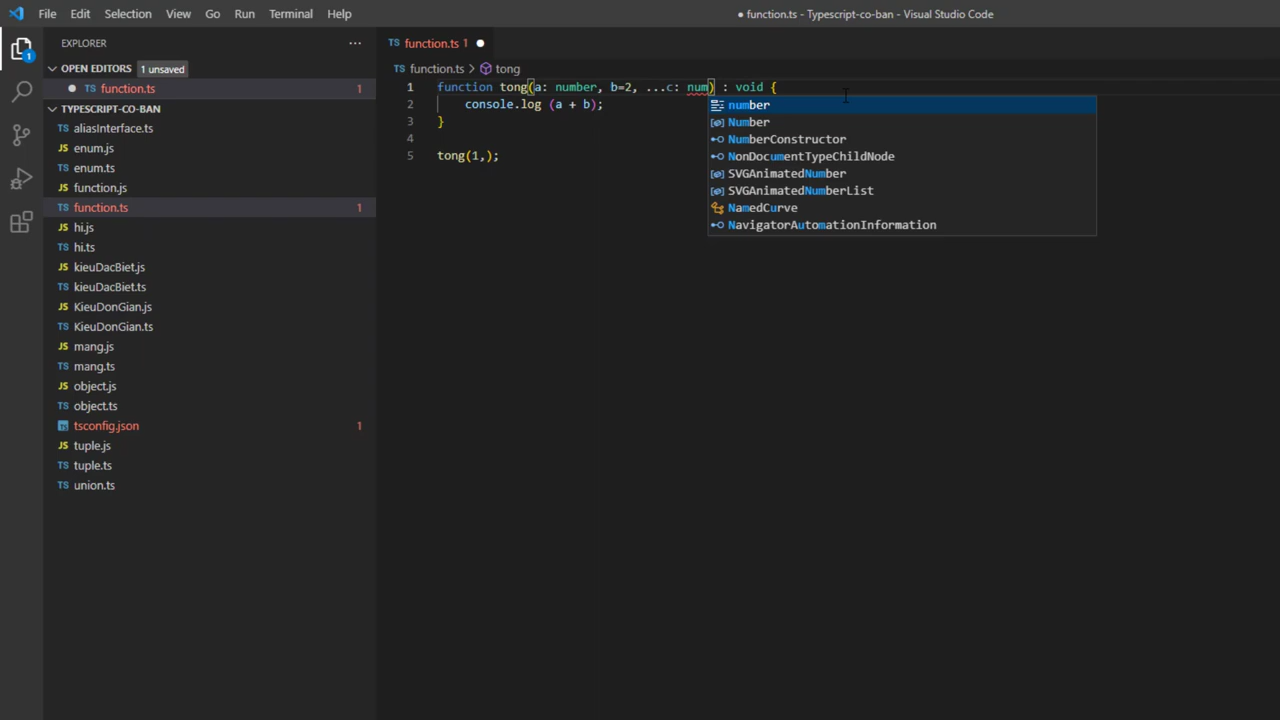 File Edit Selection View Go Run Terminal Help
● function.ts - Typescript-co-ban - Visual Studio Code
EXPLORER ...
TS function.ts 1 ●
OPEN EDITORS 1 unsaved
● TS function.ts 1
TS function.ts > tong
TYPESCRIPT-CO-BAN
TS aliasInterface.ts
JS enum.js
TS enum.ts
JS function.js
TS function.ts 1
JS hi.js
TS hi.ts
JS kieuDacBiet.js
TS kieuDacBiet.ts
JS KieuDonGian.js
TS KieuDonGian.ts
JS mang.js
TS mang.ts
JS object.js
TS object.ts
tsconfig.json 1
JS tuple.js
TS tuple.ts
TS union.ts
1 function tong(a: number, b=2, ...c: num) : void {
2 console.log (a + b);
3 }
4
5 tong(1,);
number
Number
NumberConstructor
NonDocumentTypeChildNode
SVGAnimatedNumber
SVGAnimatedNumberList
NamedCurve
NavigatorAutomationInformation
1